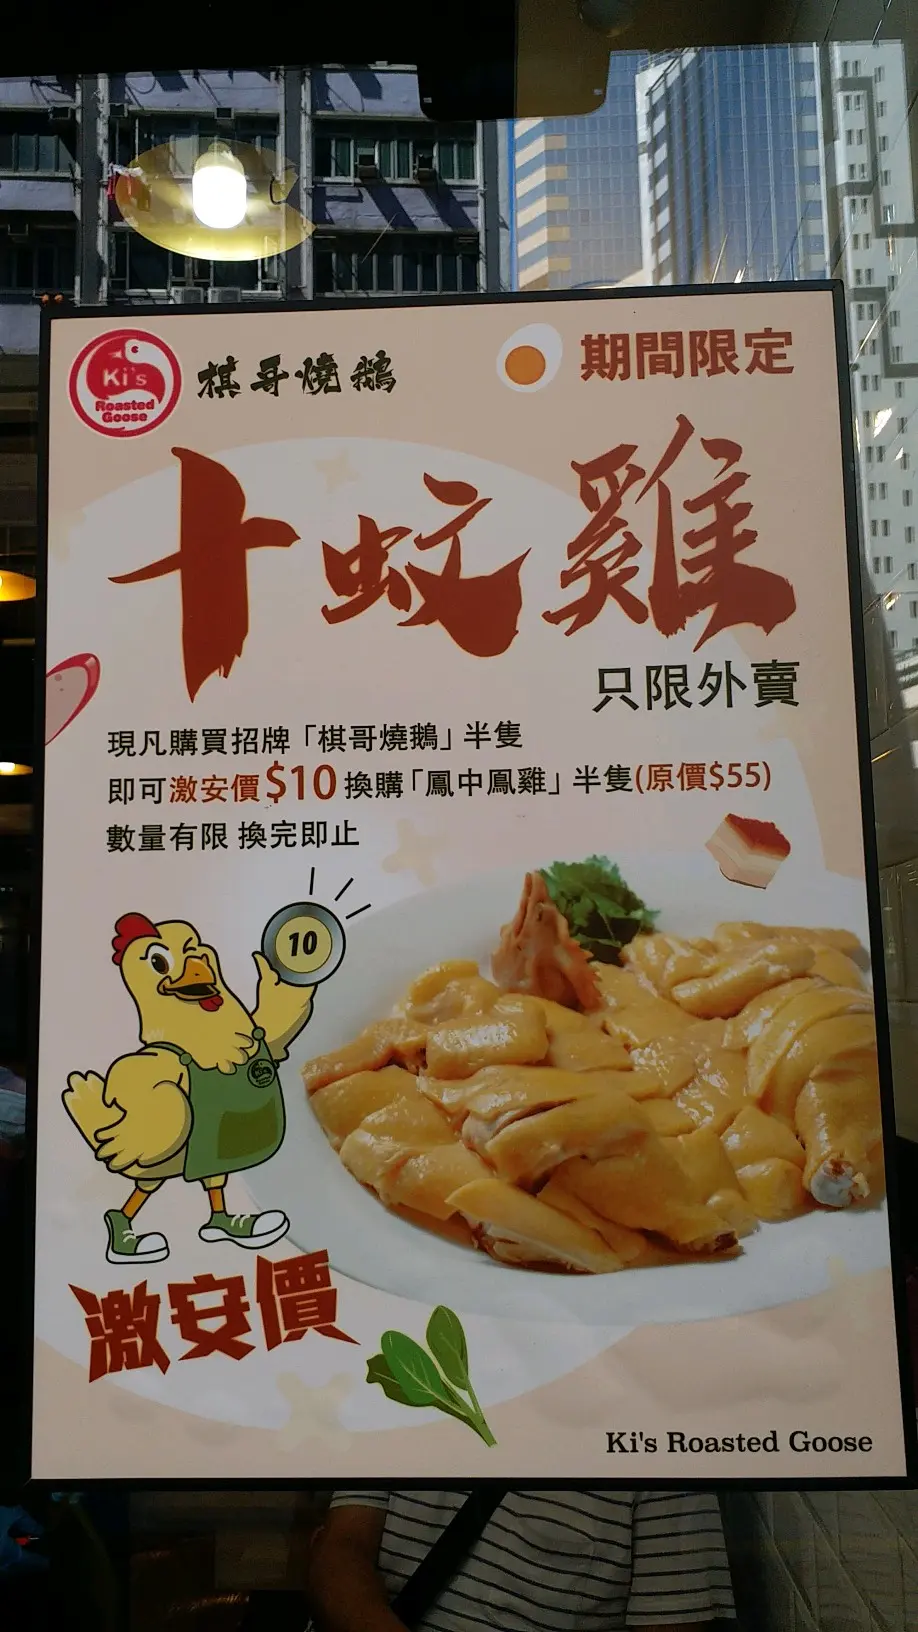 Ki's
Roasted
Goose
棋哥燒鵝
期間限定
十蚊雞
只限外賣
現凡購買招牌「棋哥燒鵝」半隻
即可激安價$10換購「鳳中鳳雞」半隻(原價$55)
數量有限 換完即止
10
激安價
Ki's Roasted Goose